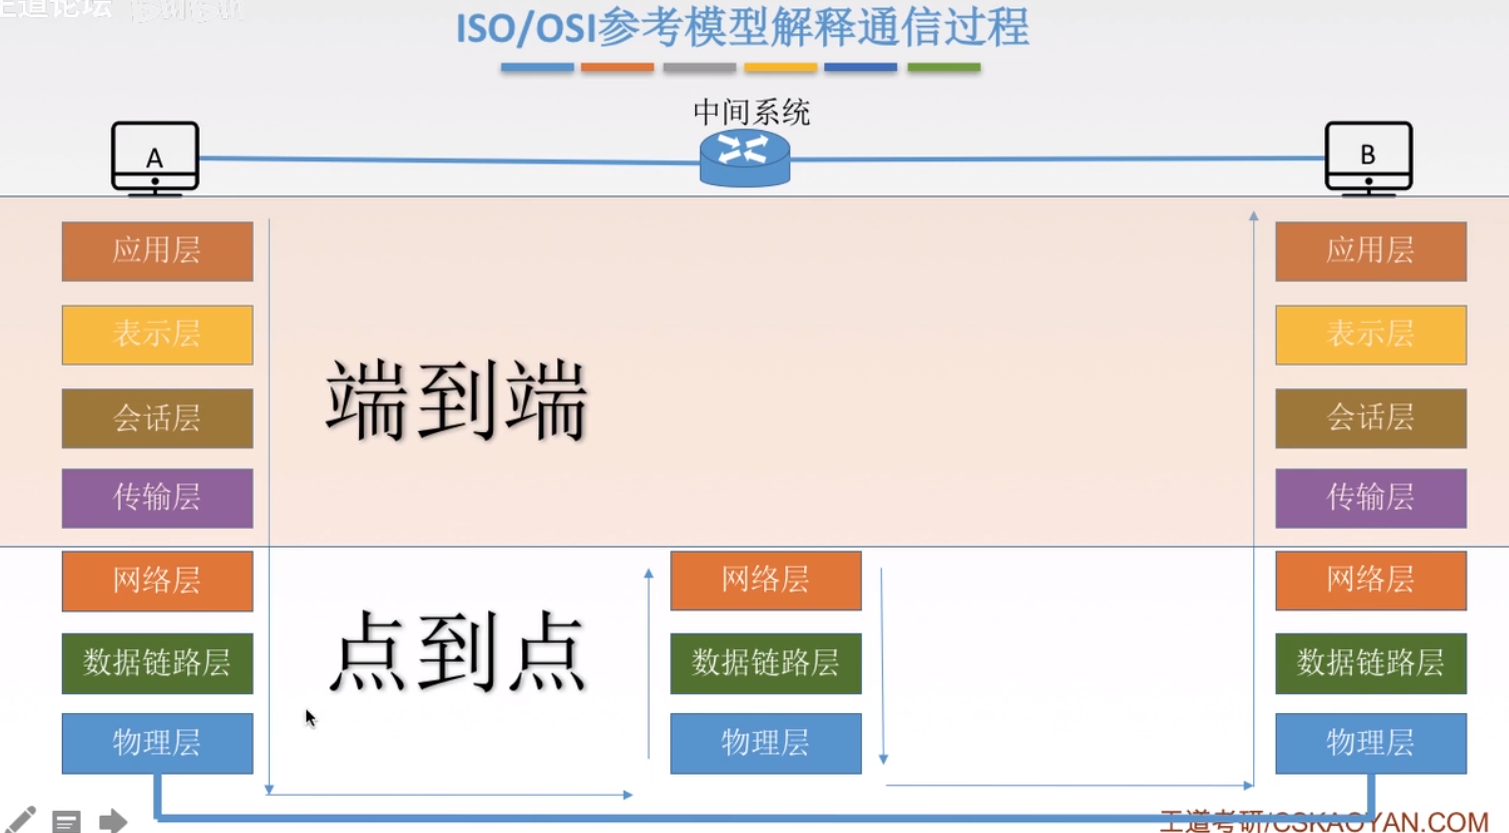 王道论坛
ISO/OSI参考模型解释通信过程
中间系统
A
B
应用层
应用层
表示层
表示层
端到端
会话层
会话层
传输层
传输层
网络层
网络层
网络层
点到点
数据链路层
数据链路层
数据链路层
物理层
物理层
物理层
王道考研/CSKAOYAN.COM